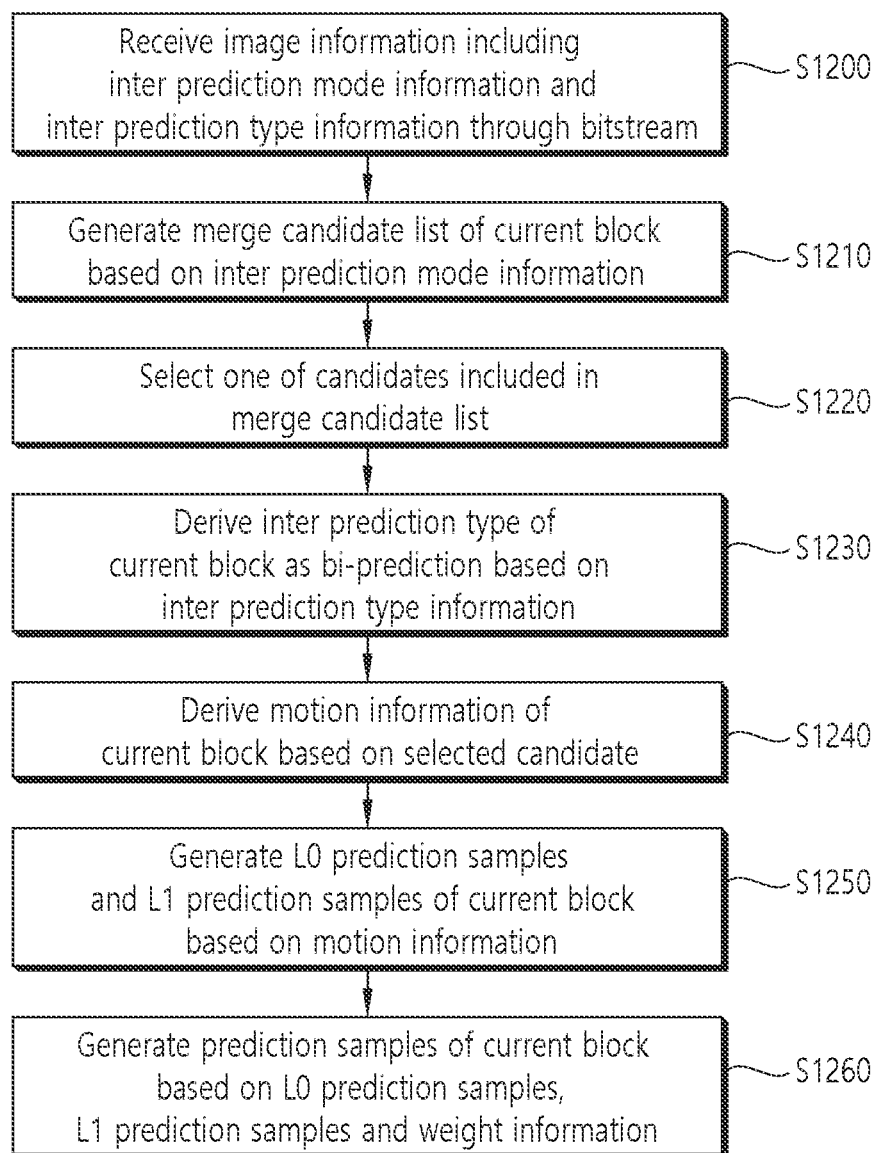 Receive image information including
inter prediction mode information and
inter prediction type information through bitstream
S1200
Generate merge candidate list of current block
based on inter prediction mode information
S1210
Select one of candidates included in
merge candidate list
S1220
Derive inter prediction type of
current block as bi-prediction based on
inter prediction type information
S1230
Derive motion information of
current block based on selected candidate
S1240
Generate L0 prediction samples
and L1 prediction samples of current block
based on motion information
S1250
Generate prediction samples of current block
based on L0 prediction samples,
L1 prediction samples and weight information
S1260